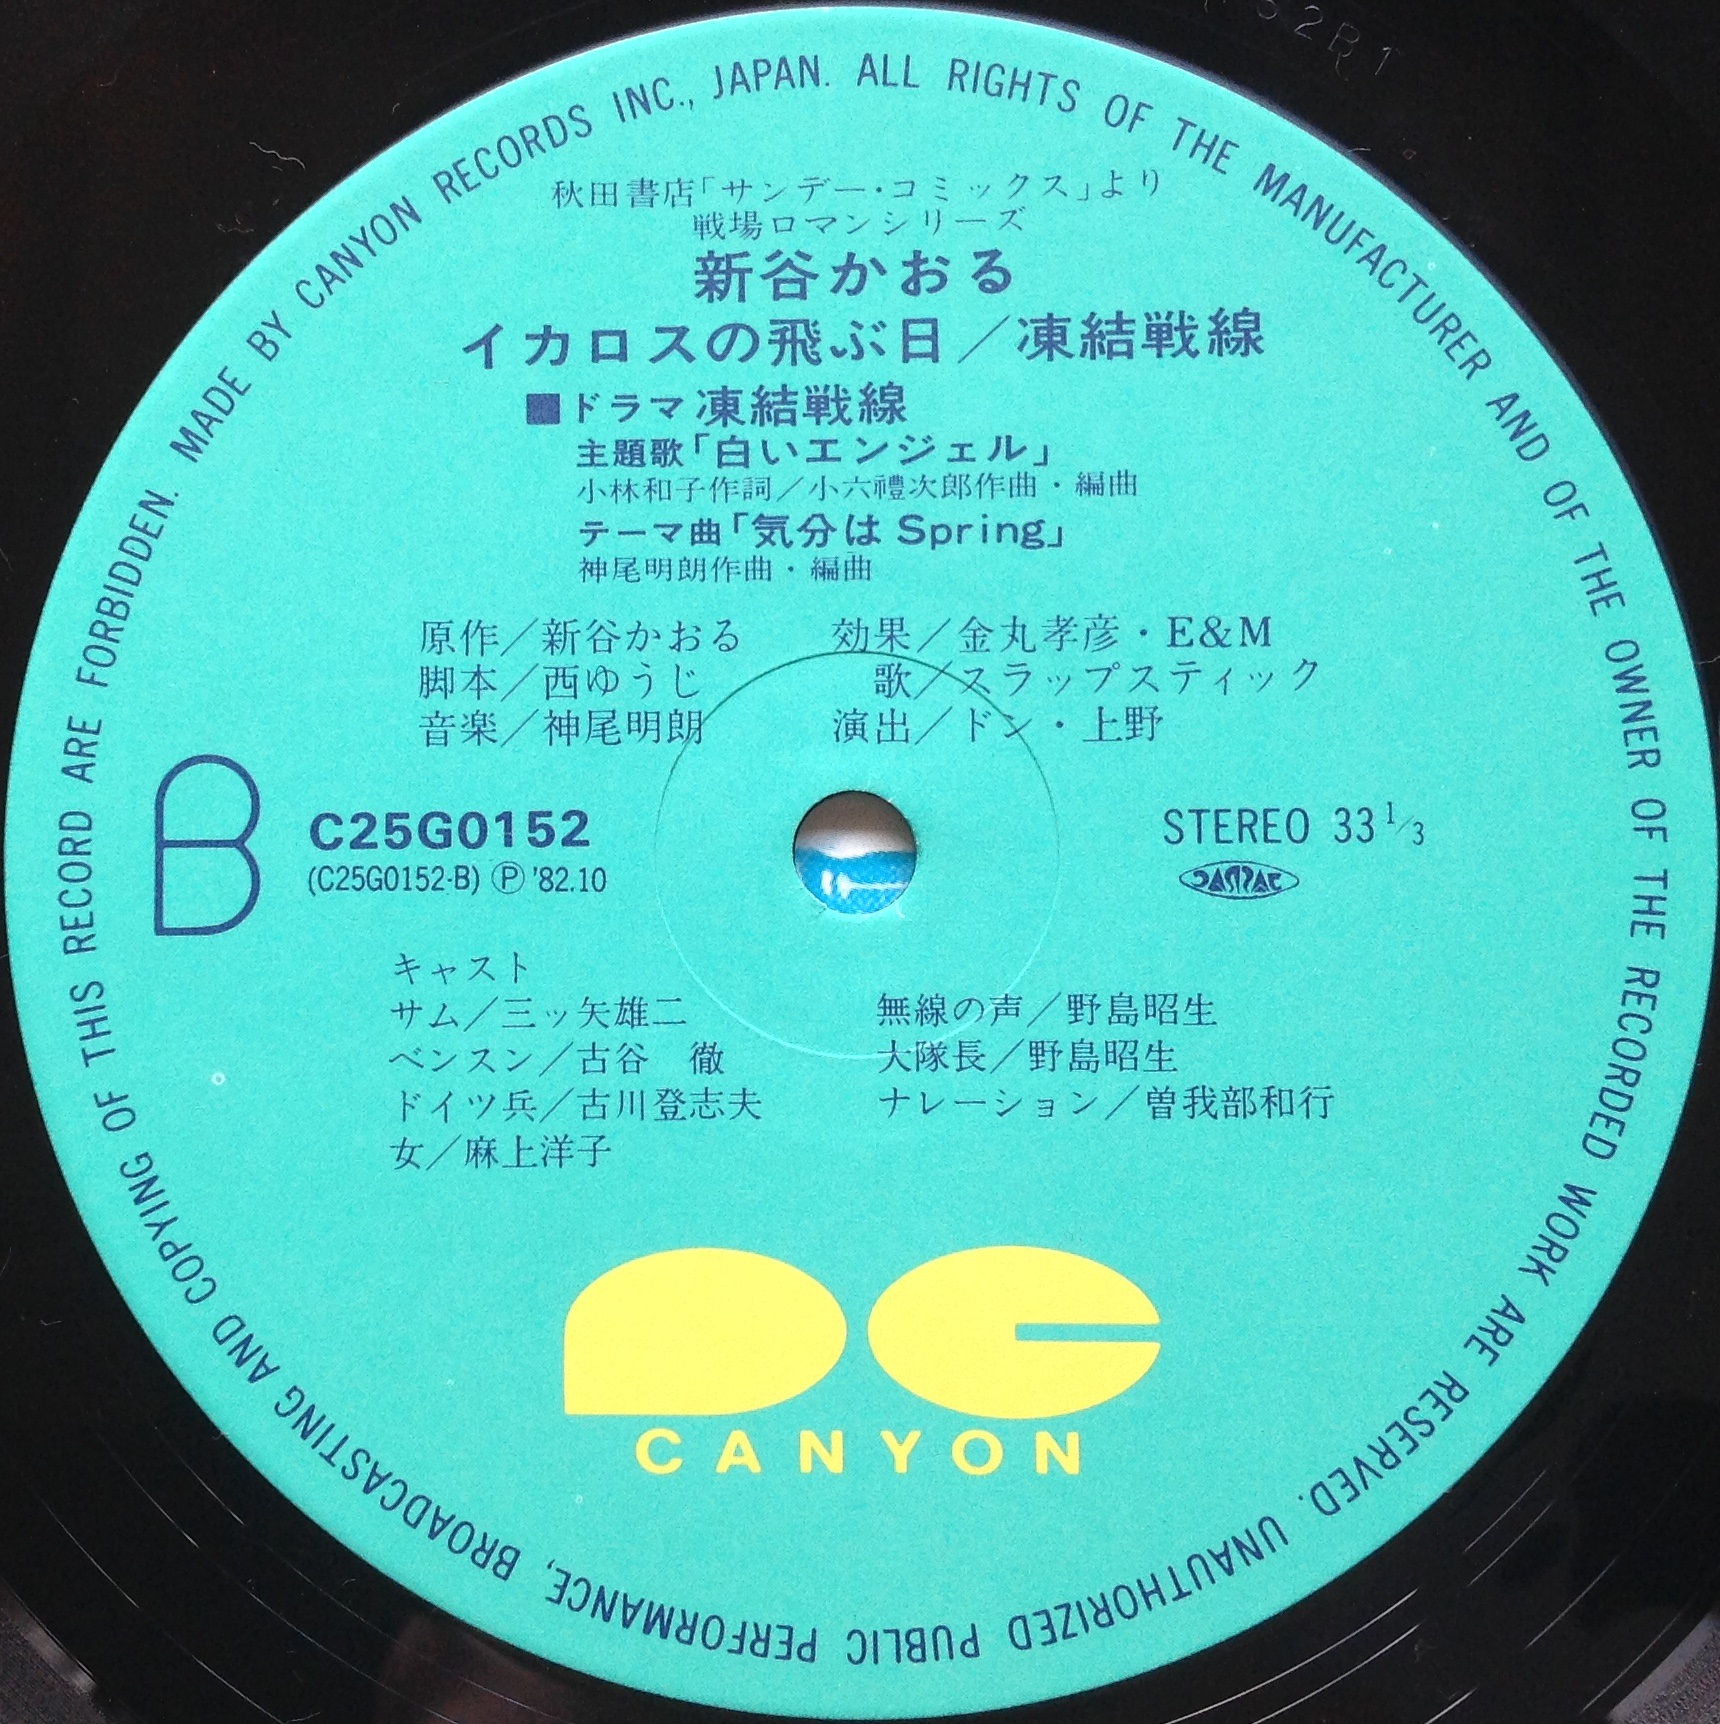 MADE BY CANYON RECORDS INC., JAPAN. ALL RIGHTS OF THE MANUFACTURER AND OF THE OWNER OF THE RECORDED WORK ARE RESERVED. UNAUTHORIZED PUBLIC PERFORMANCE, BROADCASTING AND COPYING OF THIS RECORD ARE FORBIDDEN.
秋田書店「サンデー・コミックス」より
戦場ロマンシリーズ
新谷かおる
イカロスの飛ぶ日／凍結戦線
■ドラマ 凍結戦線
主題歌「白いエンジェル」
小林和子作詞／小六禮次郎作曲・編曲
テーマ曲「気分は Spring」
神尾明朗作曲・編曲
原作／新谷かおる
脚本／西ゆうじ
音楽／神尾明朗
効果／金丸孝彦・E&M
歌／スラップスティック
演出／ドン・上野
B
C25G0152
(C25G0152-B) Ⓟ '82.10
STEREO 33 1/3
キャスト
サム／三ッ矢雄二
ベンスン／古谷　徹
ドイツ兵／古川登志夫
女／麻上洋子
無線の声／野島昭生
大隊長／野島昭生
ナレーション／曽我部和行
CANYON